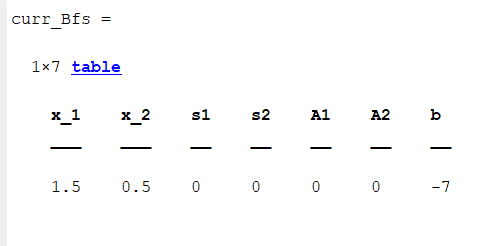 curr_Bfs =
1×7 table
x_1 x_2 s1 s2 A1 A2 b
1.5 0.5 0 0 0 0 -7